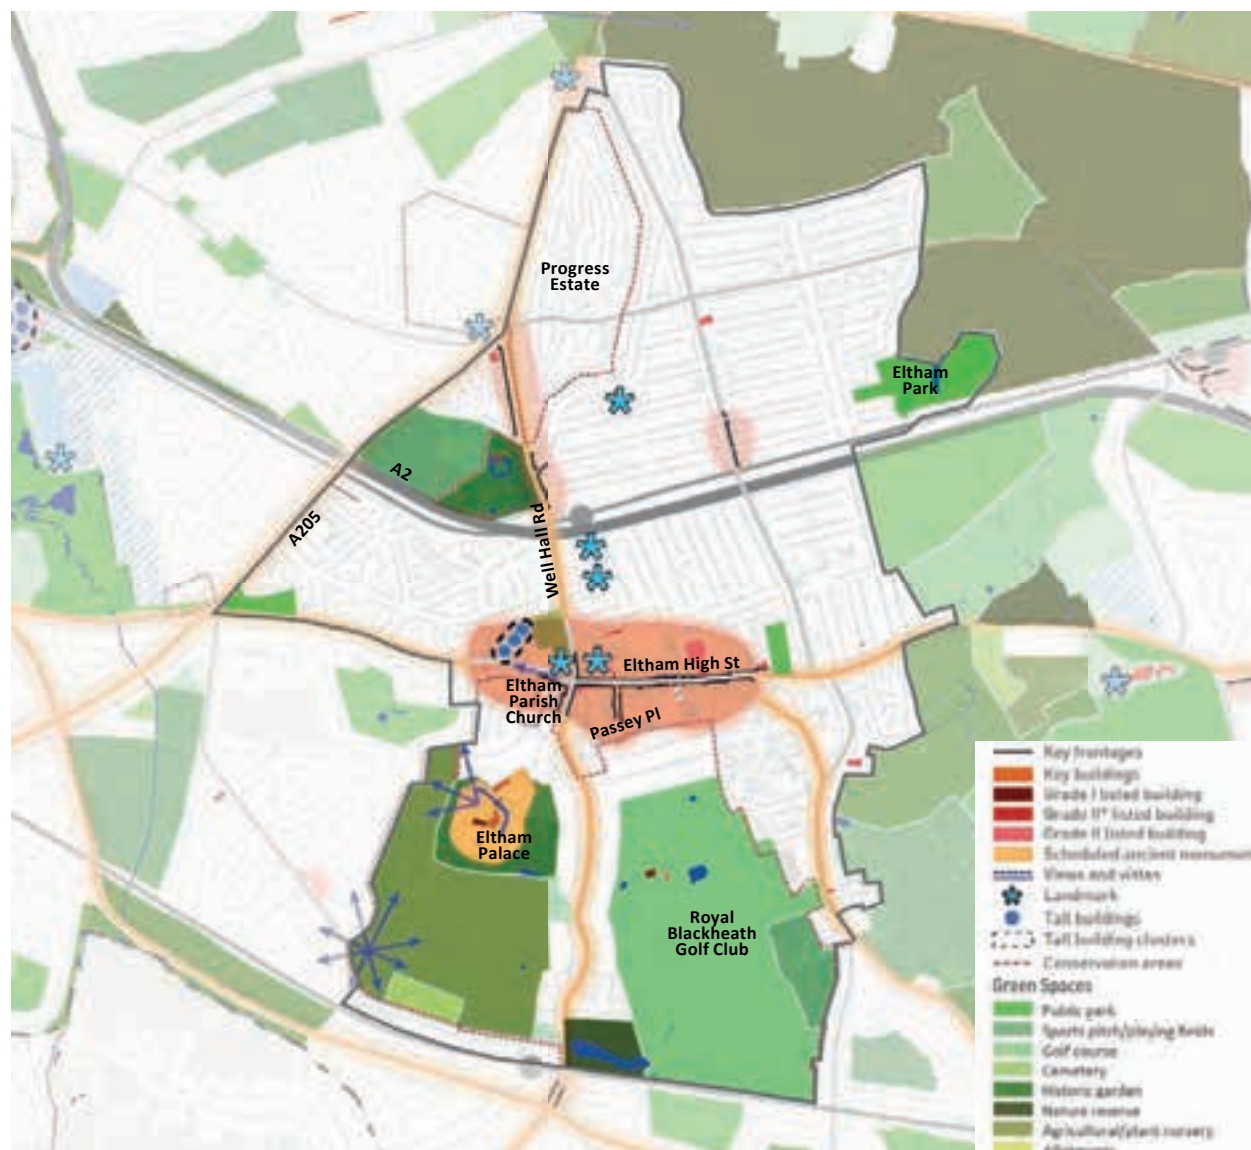 Progress
Estate
Eltham
Park
A2
A205
Well Hall Rd
Eltham High St
Eltham
Parish
Church
Passey Pl
Eltham
Palace
Royal
Blackheath
Golf Club
Key frontages
Key buildings
Grade I listed building
Grade II* listed building
Grade II listed building
Scheduled ancient monument
Views and vistas
Landmark
Tall buildings
Tall building clusters
Conservation areas
Green Spaces
Public park
Sports pitch/playing fields
Golf course
Cemetery
Historic garden
Nature reserve
Agricultural/plant nursery